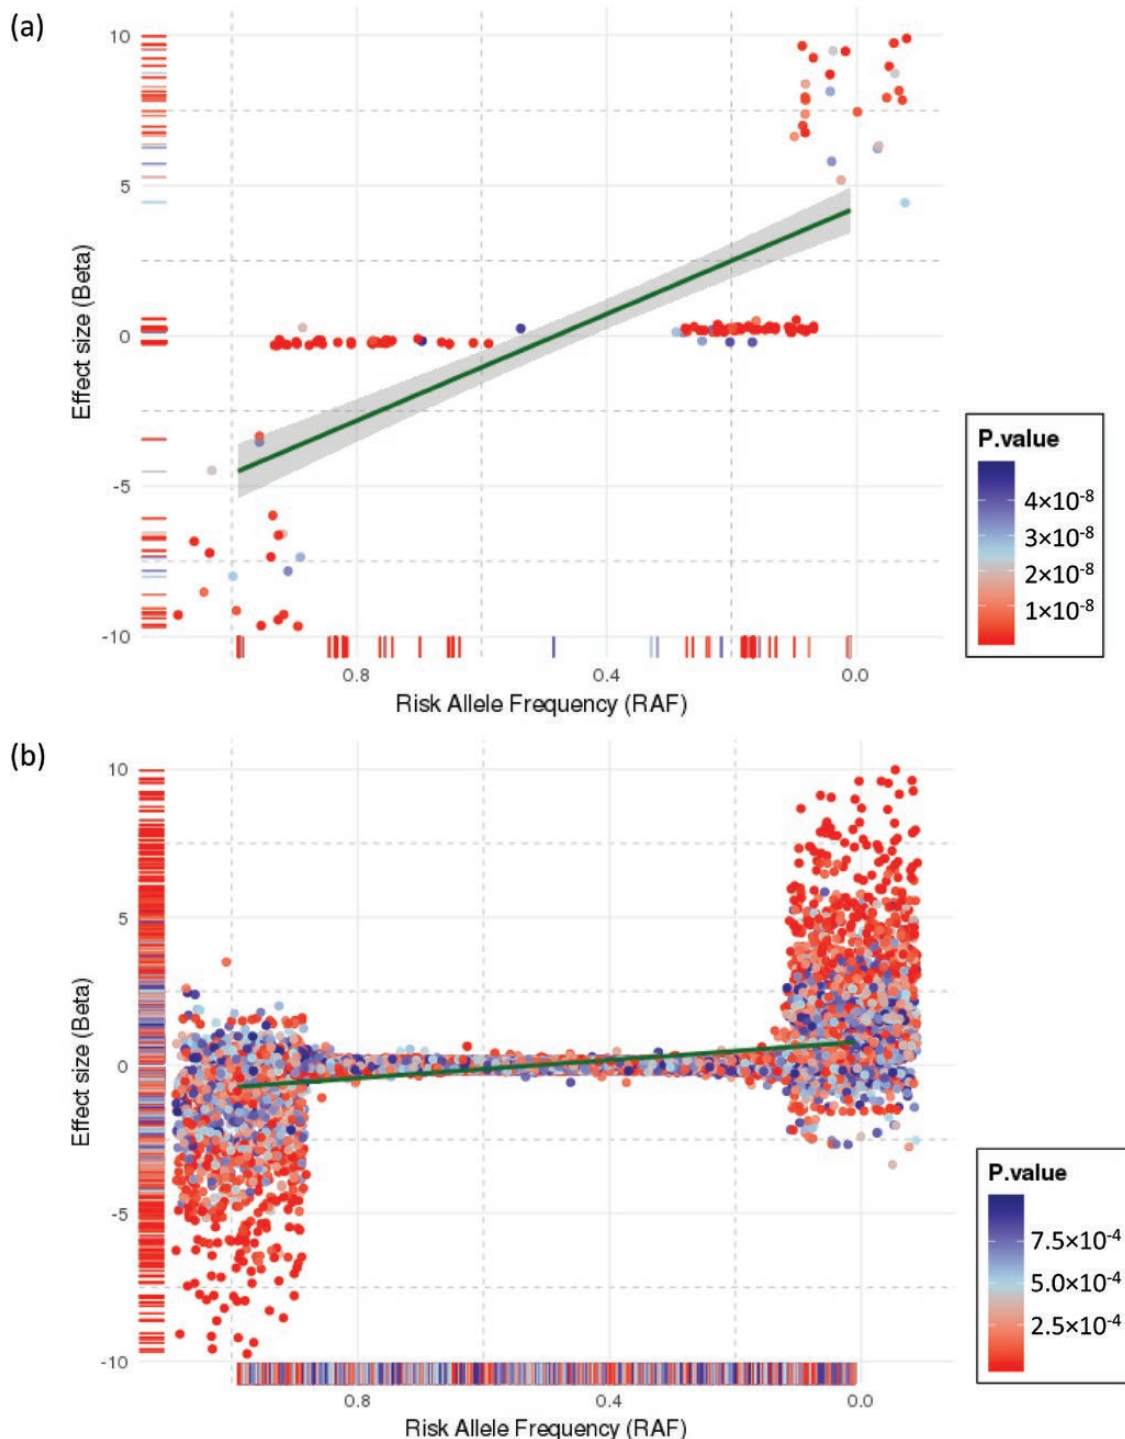 (a)
10
5
0
-5
-10
Effect size (Beta)
0.8
0.4
0.0
Risk Allele Frequency (RAF)
P.value
4×10⁻⁸
3×10⁻⁸
2×10⁻⁸
1×10⁻⁸
(b)
10
5
0
-5
-10
Effect size (Beta)
0.8
0.4
0.0
Risk Allele Frequency (RAF)
P.value
7.5×10⁻⁴
5.0×10⁻⁴
2.5×10⁻⁴